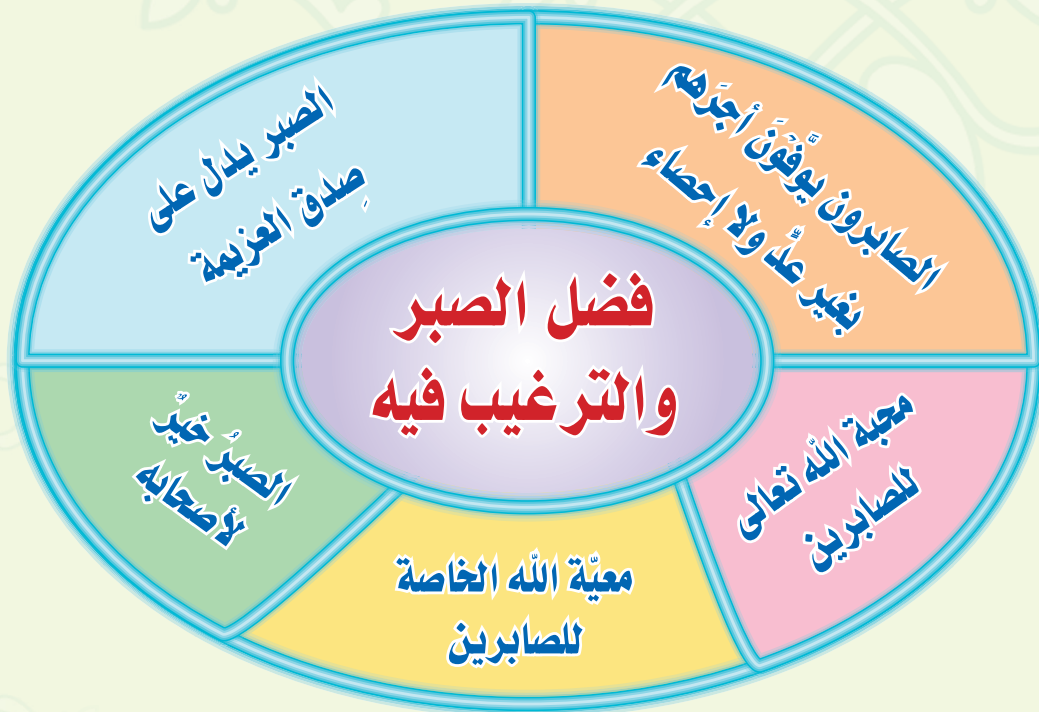 فضل الصبر
والترغيب فيه
الصابرون يوَّفَوْنَ أجرَهم
بغير عدٍّ ولا إحصاء
محبة الله تعالى
للصابرين
معيّة الله الخاصة
للصابرين
الصبرُ خيرٌ
لأصحابه
الصبر يدل على
صِدق العزيمة